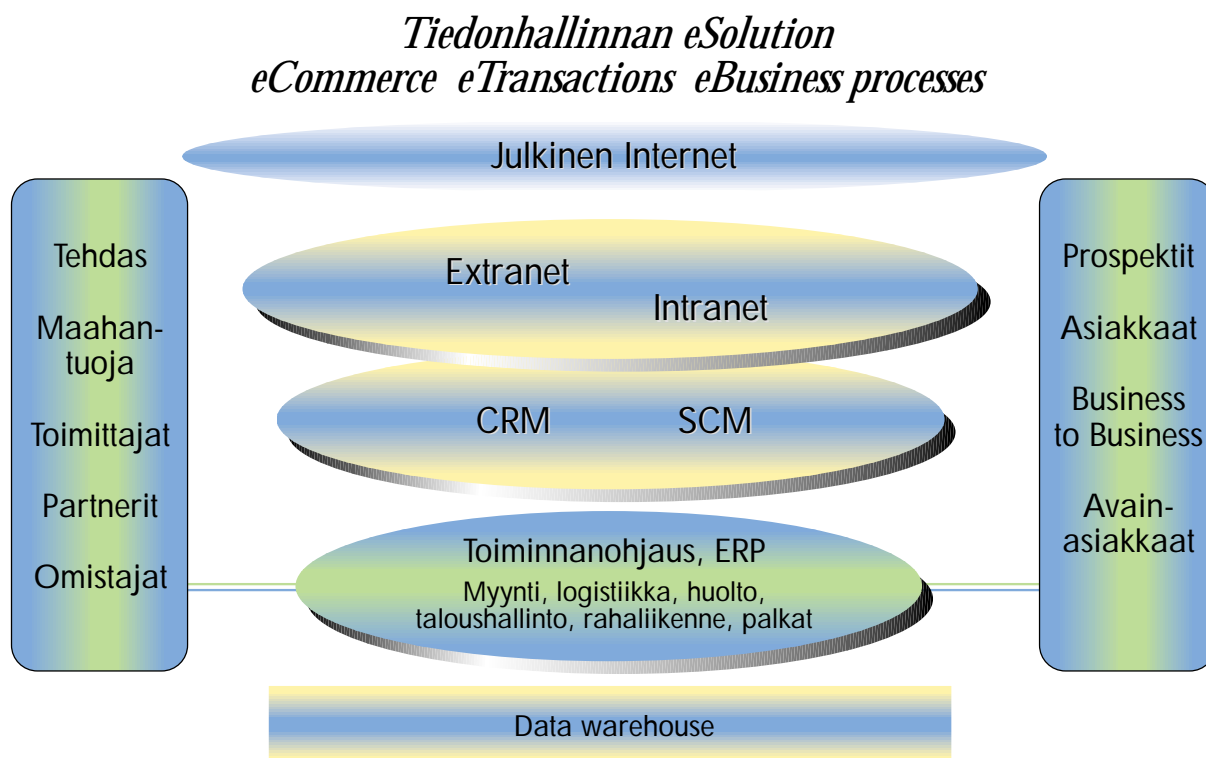 Tiedonhallinnan eSolution
eCommerce eTransactions eBusiness processes
Julkinen Internet
Tehdas
Maahan-
tuoja
Toimittajat
Partnerit
Omistajat
Extranet
Intranet
CRM SCM
Toiminnanohjaus, ERP
Myynti, logistiikka, huolto,
taloushallinto, rahaliikenne, palkat
Data warehouse
Prospektit
Asiakkaat
Business
to Business
Avain-
asiakkaat